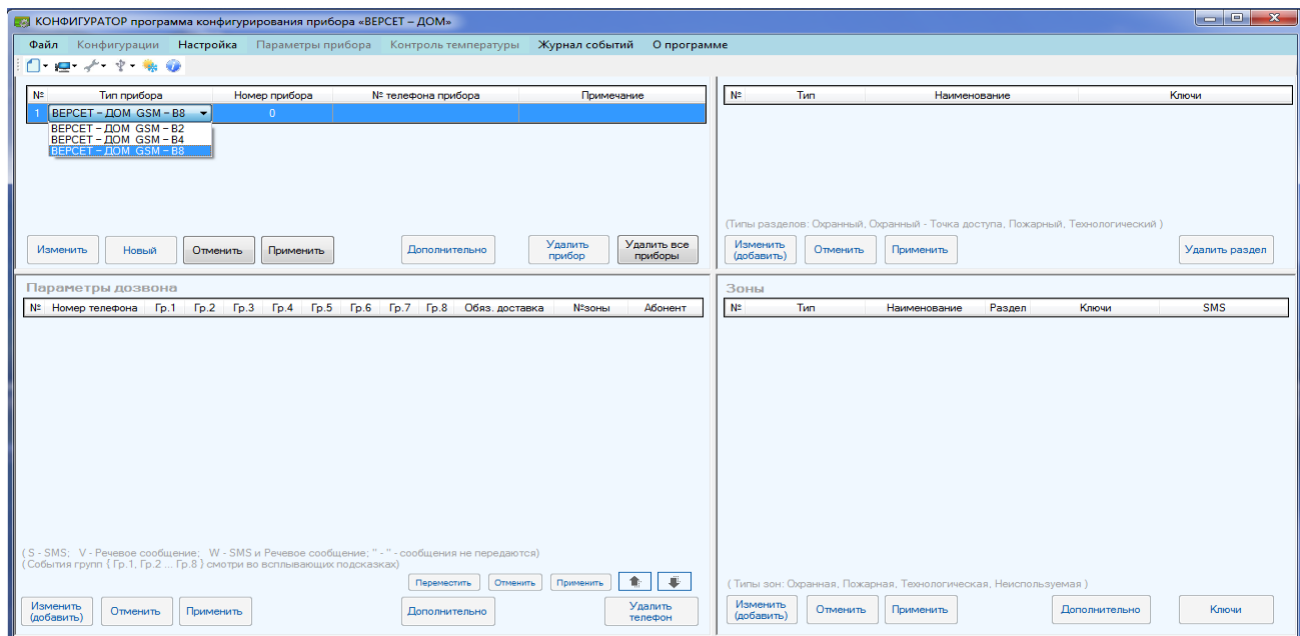 КОНФИГУРАТОР программа конфигурирования прибора «ВЕРСЕТ – ДОМ»
Файл Конфигурации Настройка Параметры прибора Контроль температуры Журнал событий О программе
№ Тип прибора Номер прибора № телефона прибора Примечание
1 ВЕРСЕТ – ДОМ GSM – В8 0
ВЕРСЕТ – ДОМ GSM – В2
ВЕРСЕТ – ДОМ GSM – В4
ВЕРСЕТ – ДОМ GSM – В8
Изменить Новый Отменить Применить Дополнительно Удалить прибор Удалить все приборы
№ Тип Наименование Ключи
(Типы разделов: Охранный, Охранный - Точка доступа, Пожарный, Технологический )
Изменить (добавить) Отменить Применить Удалить раздел
Параметры дозвона
№ Номер телефона Гр.1 Гр.2 Гр.3 Гр.4 Гр.5 Гр.6 Гр.7 Гр.8 Обяз. доставка №зоны Абонент
( S - SMS; V - Речевое сообщение; W - SMS и Речевое сообщение; " - " - сообщения не передаются)
(События групп { Гр.1, Гр.2 ... Гр.8 } смотри во всплывающих подсказках)
Переместить Отменить Применить
Изменить (добавить) Отменить Применить Дополнительно Удалить телефон
Зоны
№ Тип Наименование Раздел Ключи SMS
( Типы зон: Охранная, Пожарная, Технологическая, Неиспользуемая )
Изменить (добавить) Отменить Применить Дополнительно Ключи